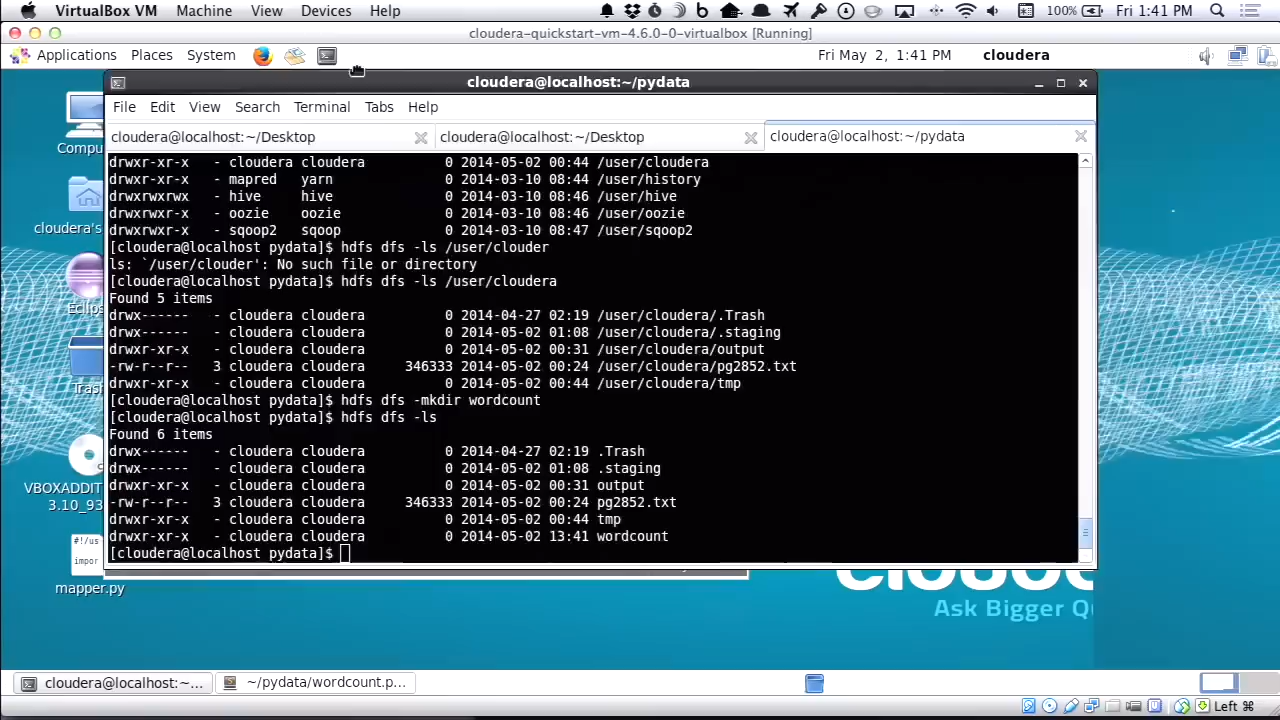 VirtualBox VM Machine View Devices Help 100% Fri 1:41 PM
cloudera-quickstart-vm-4.6.0-0-virtualbox [Running]
Applications Places System Fri May 2, 1:41 PM cloudera
cloudera@localhost:~/pydata
File Edit View Search Terminal Tabs Help
cloudera@localhost:~/Desktop cloudera@localhost:~/Desktop cloudera@localhost:~/pydata
drwxr-xr-x - cloudera cloudera 0 2014-05-02 00:44 /user/cloudera
drwxr-xr-x - mapred yarn 0 2014-03-10 08:44 /user/history
drwxrwxrwx - hive hive 0 2014-03-10 08:46 /user/hive
drwxrwxr-x - oozie oozie 0 2014-03-10 08:46 /user/oozie
drwxrwxr-x - sqoop2 sqoop 0 2014-03-10 08:47 /user/sqoop2
[cloudera@localhost pydata]$ hdfs dfs -ls /user/clouder
ls: `/user/clouder': No such file or directory
[cloudera@localhost pydata]$ hdfs dfs -ls /user/cloudera
Found 5 items
drwx------ - cloudera cloudera 0 2014-04-27 02:19 /user/cloudera/.Trash
drwx------ - cloudera cloudera 0 2014-05-02 01:08 /user/cloudera/.staging
drwxr-xr-x - cloudera cloudera 0 2014-05-02 00:31 /user/cloudera/output
-rw-r--r-- 3 cloudera cloudera 346333 2014-05-02 00:24 /user/cloudera/pg2852.txt
drwxr-xr-x - cloudera cloudera 0 2014-05-02 00:44 /user/cloudera/tmp
[cloudera@localhost pydata]$ hdfs dfs -mkdir wordcount
[cloudera@localhost pydata]$ hdfs dfs -ls
Found 6 items
drwx------ - cloudera cloudera 0 2014-04-27 02:19 .Trash
drwx------ - cloudera cloudera 0 2014-05-02 01:08 .staging
drwxr-xr-x - cloudera cloudera 0 2014-05-02 00:31 output
-rw-r--r-- 3 cloudera cloudera 346333 2014-05-02 00:24 pg2852.txt
drwxr-xr-x - cloudera cloudera 0 2014-05-02 00:44 tmp
drwxr-xr-x - cloudera cloudera 0 2014-05-02 13:41 wordcount
[cloudera@localhost pydata]$
Compu
cloudera's
Eclips
Trash
VBOXADDIT
3.10_93
#!/us
impor
mapper.py
Ask Bigger Q
cloudera@localhost:~... ~/pydata/wordcount.p...
Left ⌘